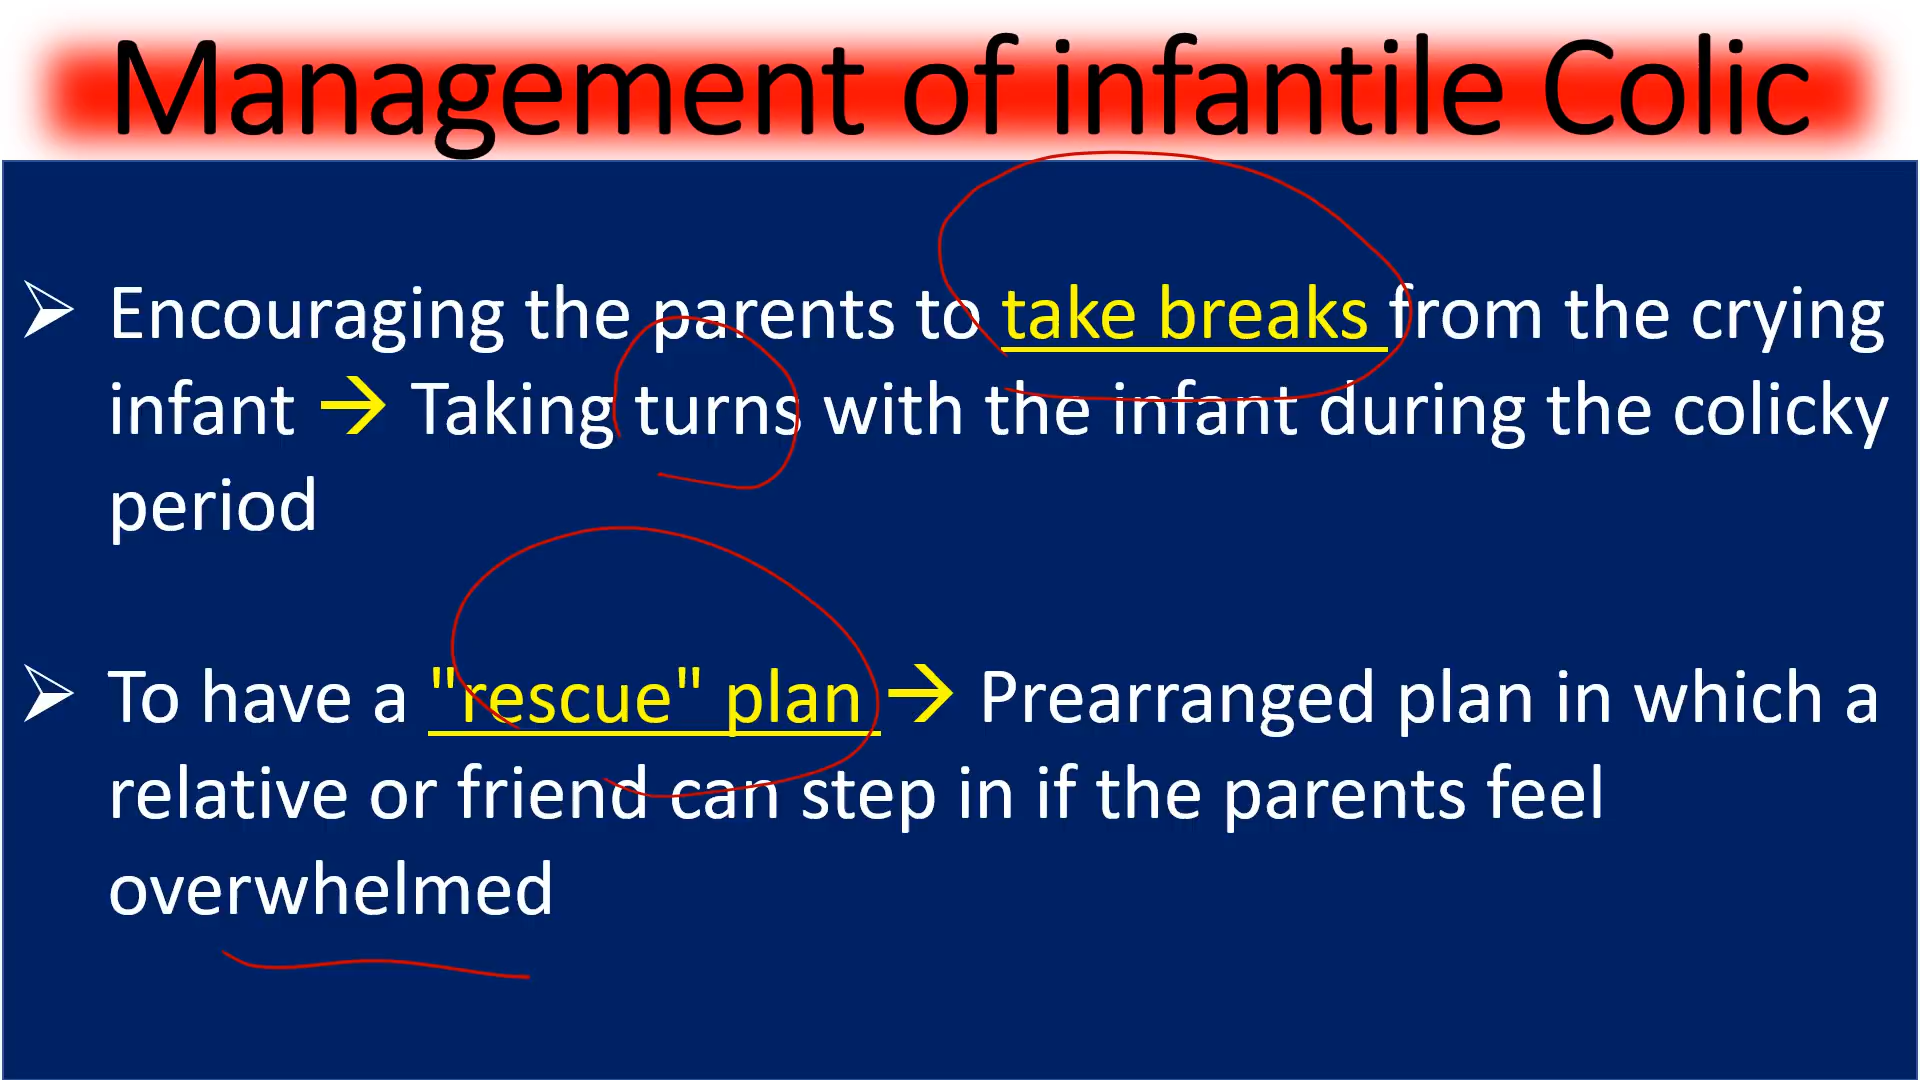 Management of infantile Colic
➢ Encouraging the parents to take breaks from the crying
infant → Taking turns with the infant during the colicky
period
➢ To have a "rescue" plan → Prearranged plan in which a
relative or friend can step in if the parents feel
overwhelmed